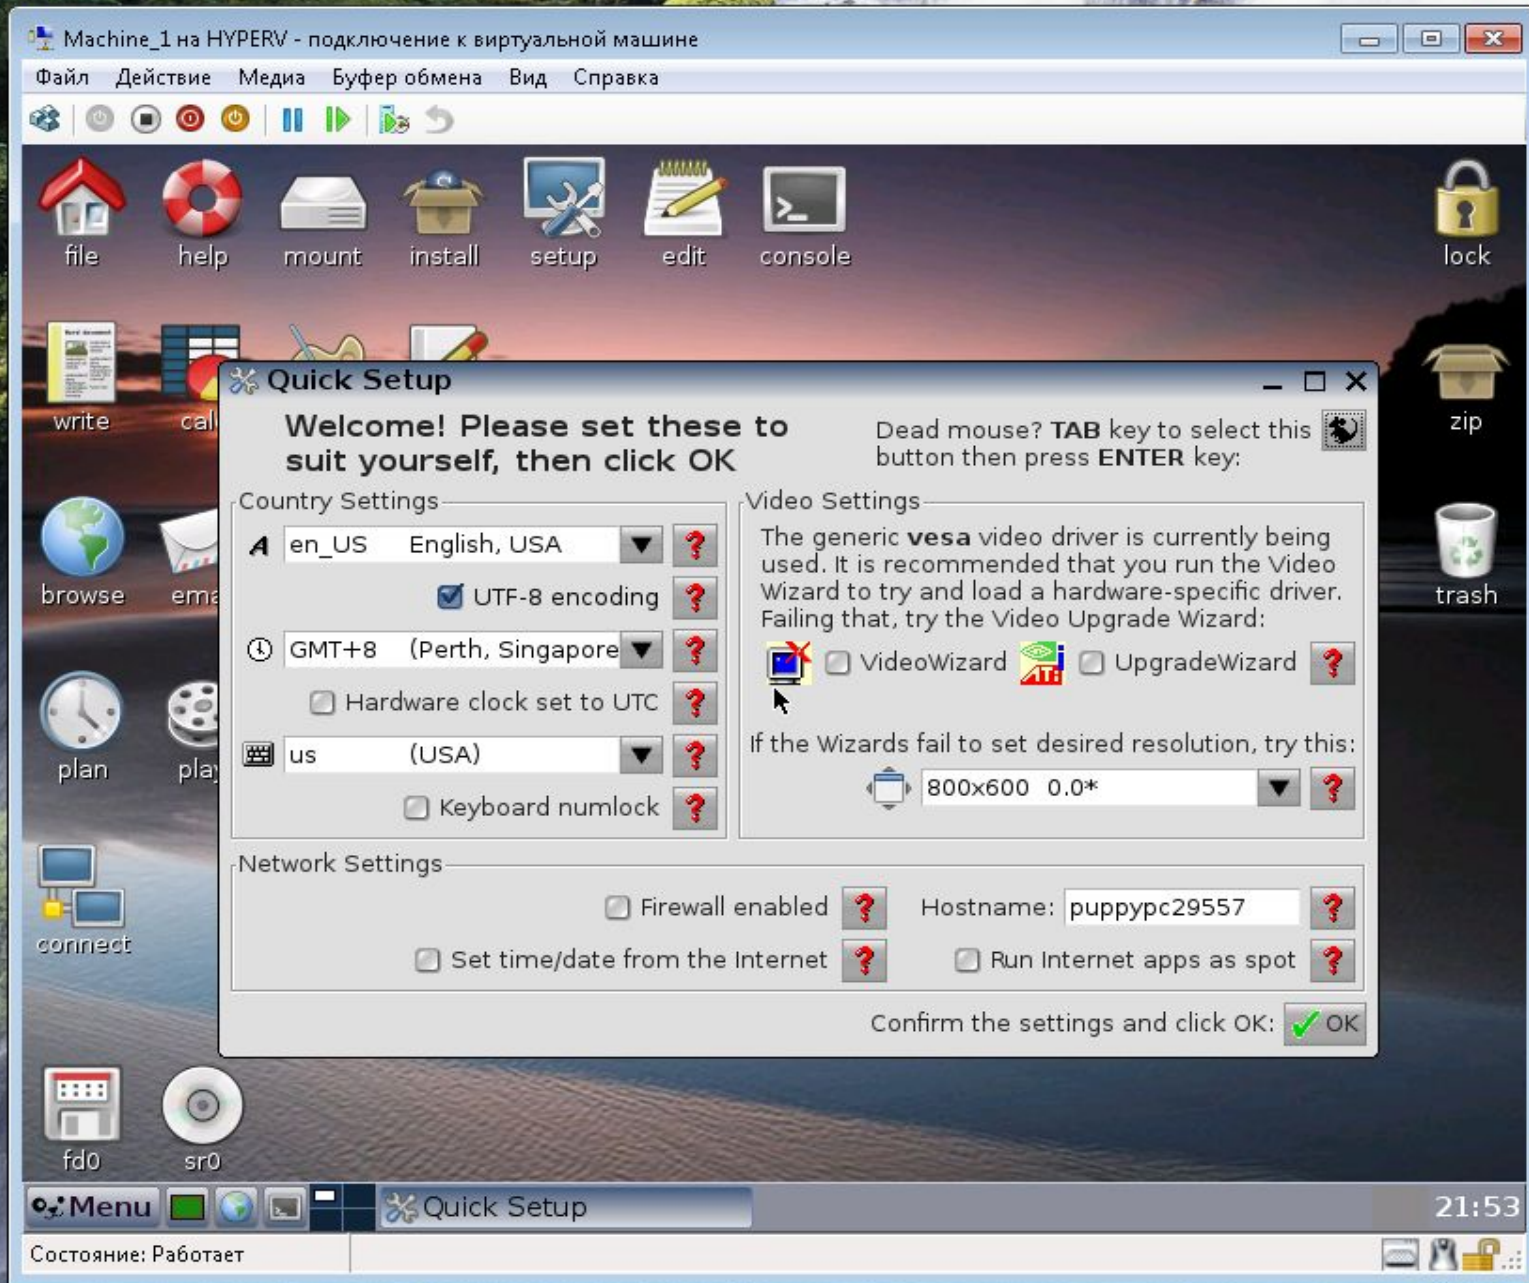 Machine_1 на HYPERV - подключение к виртуальной машине
Файл Действие Медиа Буфер обмена Вид Справка
file help mount install setup edit console lock
write cal zip
Quick Setup
Welcome! Please set these to
suit yourself, then click OK
Dead mouse? TAB key to select this
button then press ENTER key:
Country Settings
en_US English, USA
UTF-8 encoding
GMT+8 (Perth, Singapore
Hardware clock set to UTC
us (USA)
Keyboard numlock
Video Settings
The generic vesa video driver is currently being
used. It is recommended that you run the Video
Wizard to try and load a hardware-specific driver.
Failing that, try the Video Upgrade Wizard:
VideoWizard ATi UpgradeWizard
If the Wizards fail to set desired resolution, try this:
800x600 0.0*
Network Settings
Firewall enabled Hostname: puppypc29557
Set time/date from the Internet Run Internet apps as spot
Confirm the settings and click OK: OK
browse ema trash
plan play
connect
fd0 sr0
Menu Quick Setup 21:53
Состояние: Работает